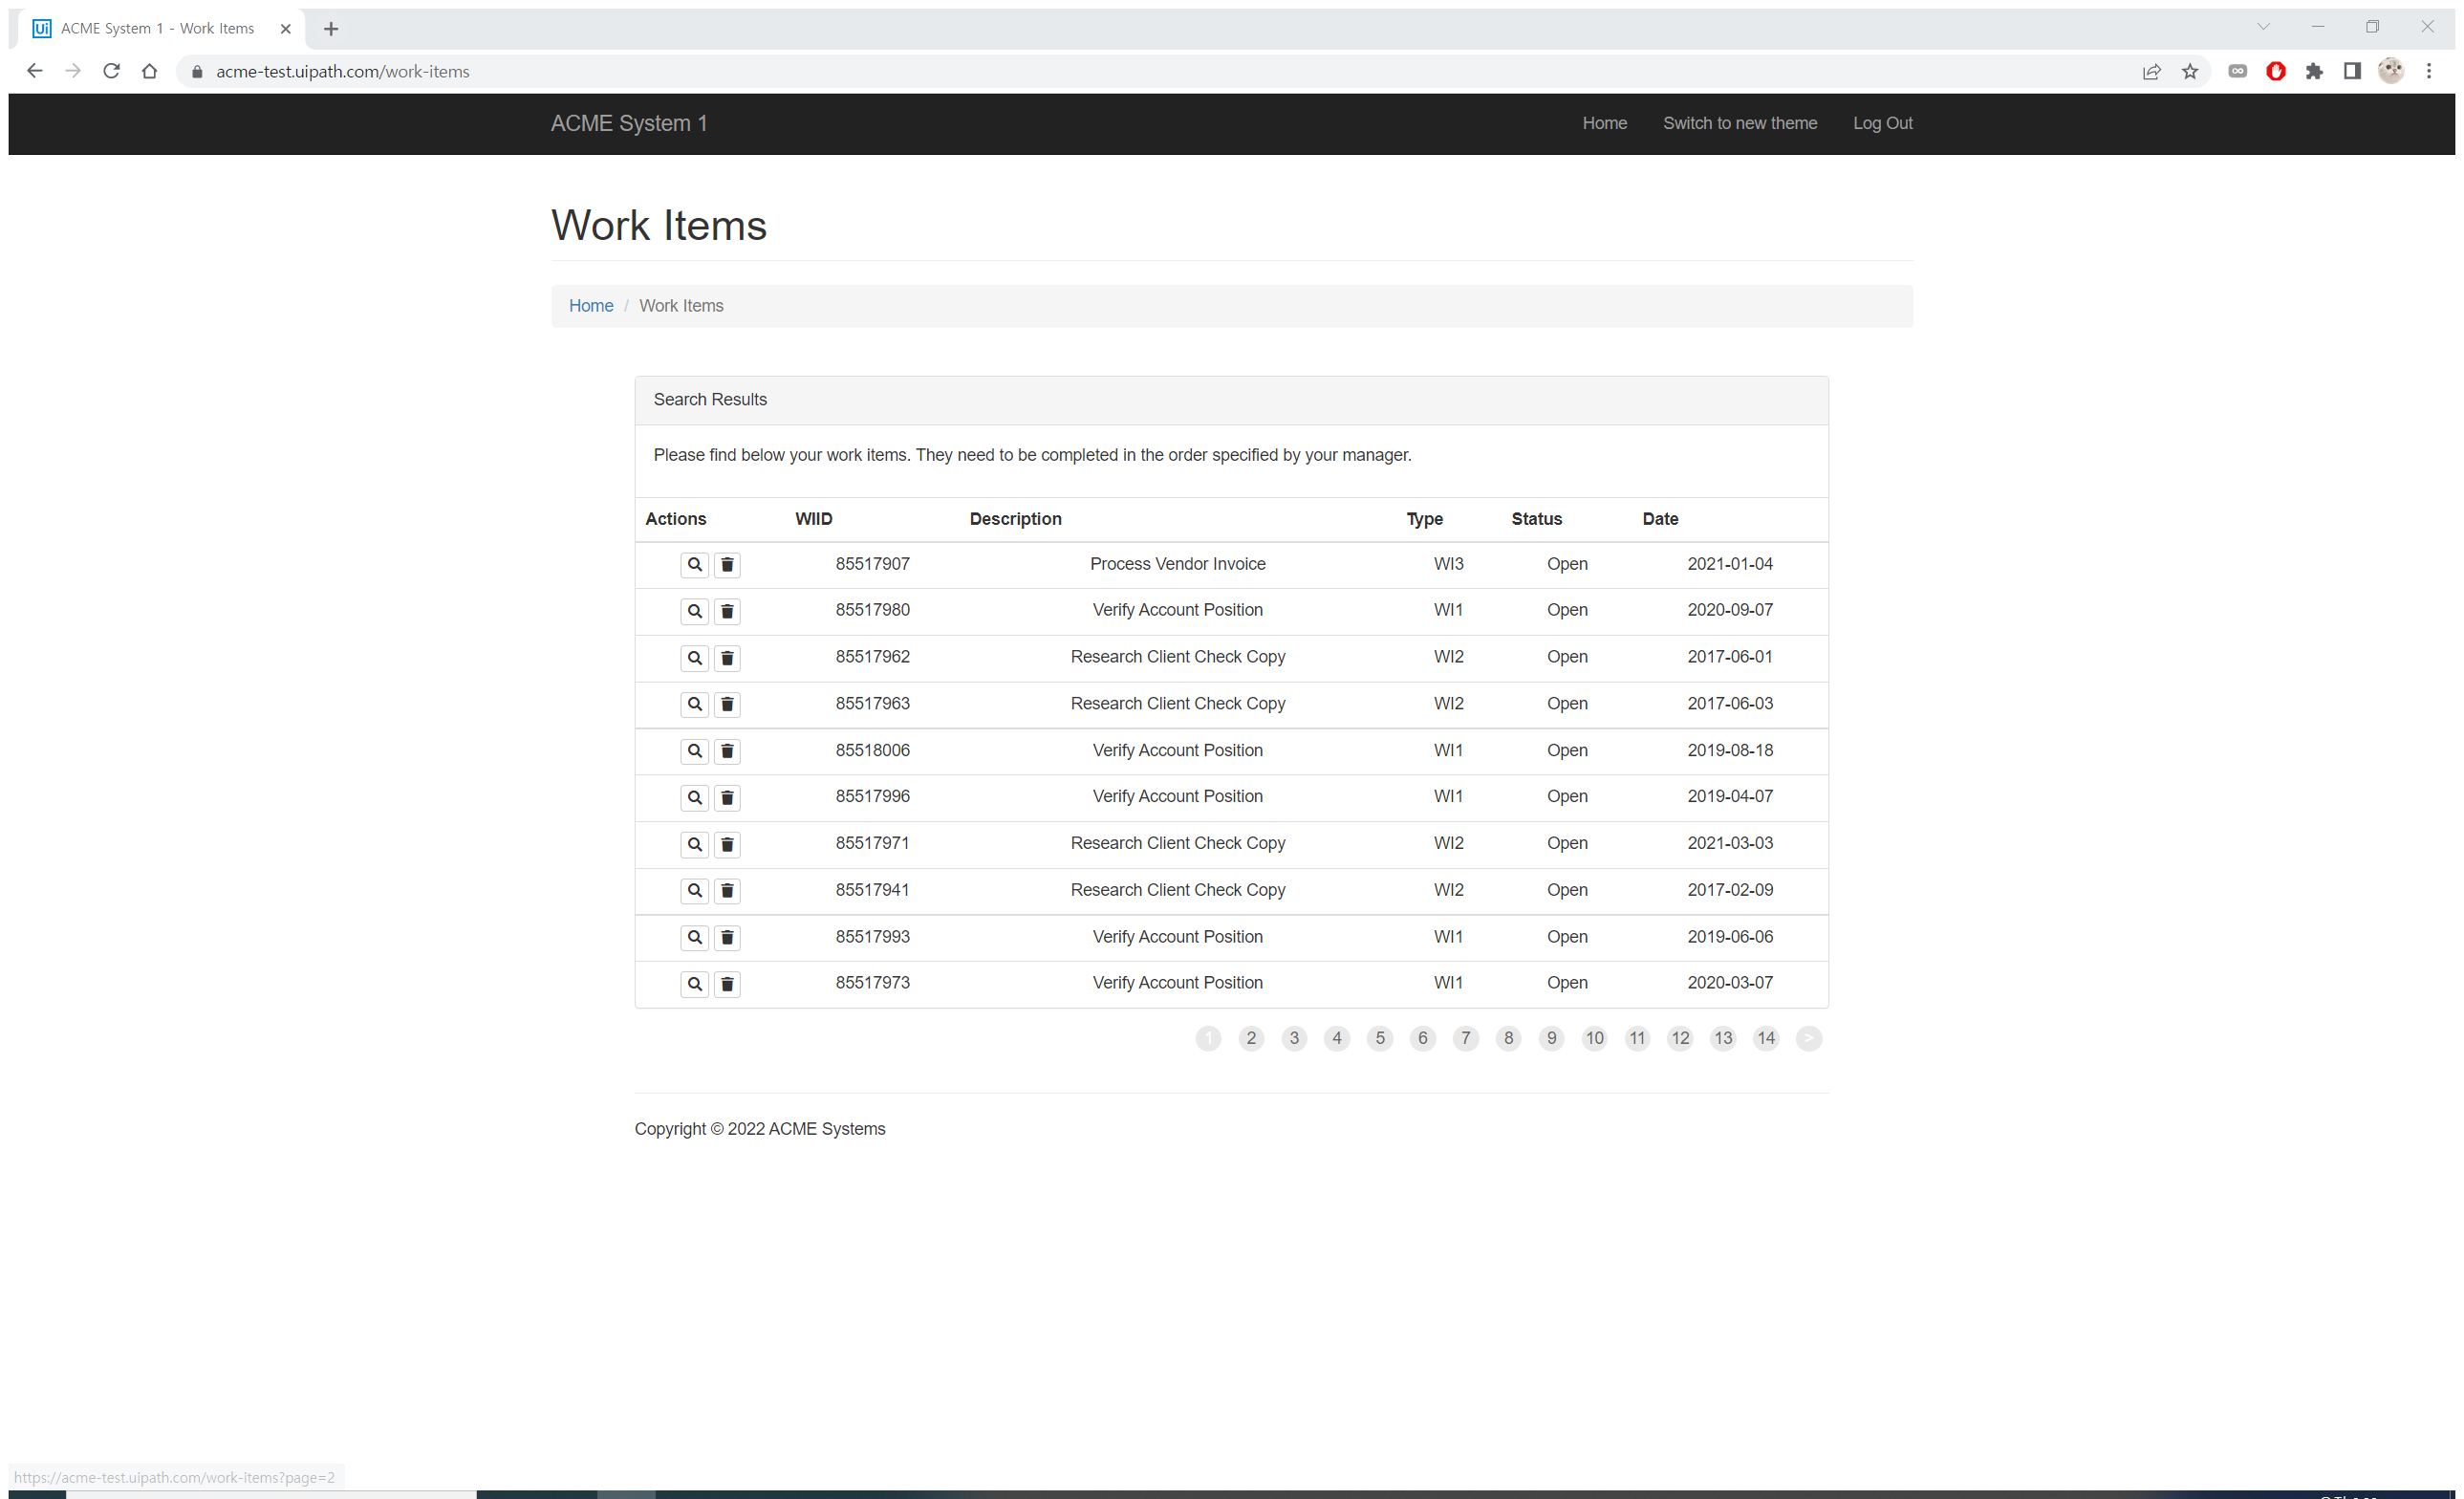 Ui ACME System 1 - Work Items
acme-test.uipath.com/work-items
ACME System 1 Home Switch to new theme Log Out
Work Items
Home / Work Items
Search Results
Please find below your work items. They need to be completed in the order specified by your manager.
Actions WIID Description Type Status Date
85517907 Process Vendor Invoice WI3 Open 2021-01-04
85517980 Verify Account Position WI1 Open 2020-09-07
85517962 Research Client Check Copy WI2 Open 2017-06-01
85517963 Research Client Check Copy WI2 Open 2017-06-03
85518006 Verify Account Position WI1 Open 2019-08-18
85517996 Verify Account Position WI1 Open 2019-04-07
85517971 Research Client Check Copy WI2 Open 2021-03-03
85517941 Research Client Check Copy WI2 Open 2017-02-09
85517993 Verify Account Position WI1 Open 2019-06-06
85517973 Verify Account Position WI1 Open 2020-03-07
1 2 3 4 5 6 7 8 9 10 11 12 13 14 >
Copyright © 2022 ACME Systems
https://acme-test.uipath.com/work-items?page=2